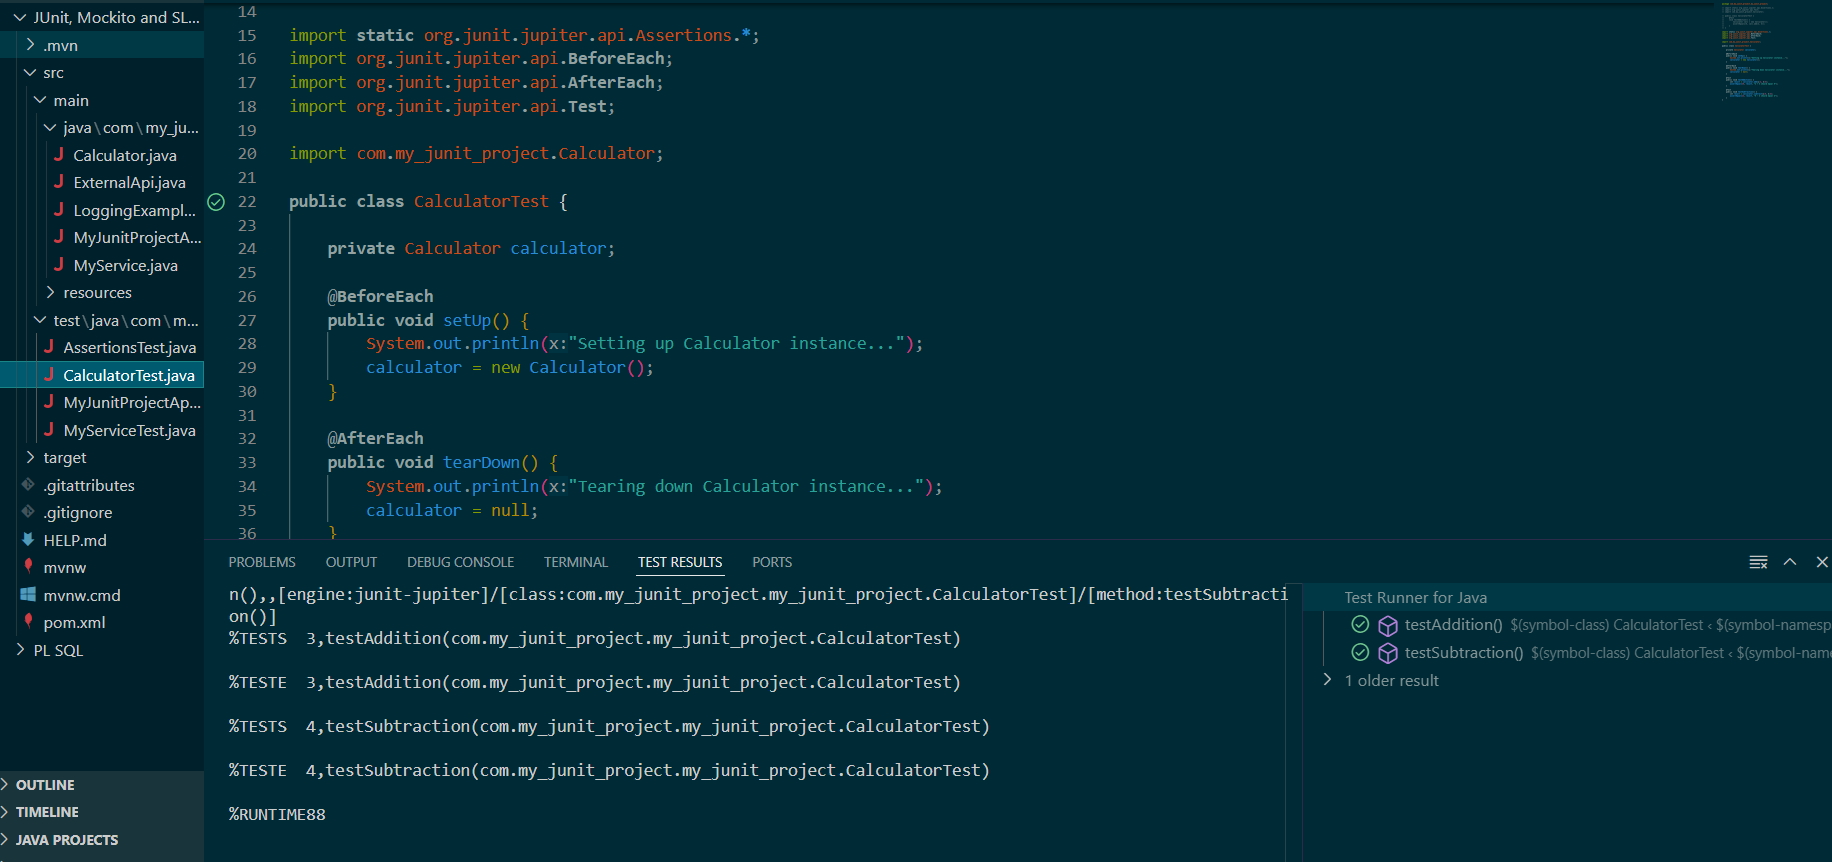 JUnit, Mockito and SL...
.mvn
src
main
java\com\my_ju...
Calculator.java
ExternalApi.java
LoggingExampl...
MyJunitProjectA...
MyService.java
resources
test\java\com\m...
AssertionsTest.java
CalculatorTest.java
MyJunitProjectAp...
MyServiceTest.java
target
.gitattributes
.gitignore
HELP.md
mvnw
mvnw.cmd
pom.xml
PL SQL
OUTLINE
TIMELINE
JAVA PROJECTS
14
15 import static org.junit.jupiter.api.Assertions.*;
16 import org.junit.jupiter.api.BeforeEach;
17 import org.junit.jupiter.api.AfterEach;
18 import org.junit.jupiter.api.Test;
19
20 import com.my_junit_project.Calculator;
21
22 public class CalculatorTest {
23
24 private Calculator calculator;
25
26 @BeforeEach
27 public void setUp() {
28 System.out.println(x:"Setting up Calculator instance...");
29 calculator = new Calculator();
30 }
31
32 @AfterEach
33 public void tearDown() {
34 System.out.println(x:"Tearing down Calculator instance...");
35 calculator = null;
36 }
PROBLEMS OUTPUT DEBUG CONSOLE TERMINAL TEST RESULTS PORTS
n(),,[engine:junit-jupiter]/[class:com.my_junit_project.my_junit_project.CalculatorTest]/[method:testSubtracti
on()]
%TESTS 3,testAddition(com.my_junit_project.my_junit_project.CalculatorTest)
%TESTE 3,testAddition(com.my_junit_project.my_junit_project.CalculatorTest)
%TESTS 4,testSubtraction(com.my_junit_project.my_junit_project.CalculatorTest)
%TESTE 4,testSubtraction(com.my_junit_project.my_junit_project.CalculatorTest)
%RUNTIME88
Test Runner for Java
testAddition() $(symbol-class) CalculatorTest ‹ $(symbol-namesp
testSubtraction() $(symbol-class) CalculatorTest ‹ $(symbol-name
1 older result